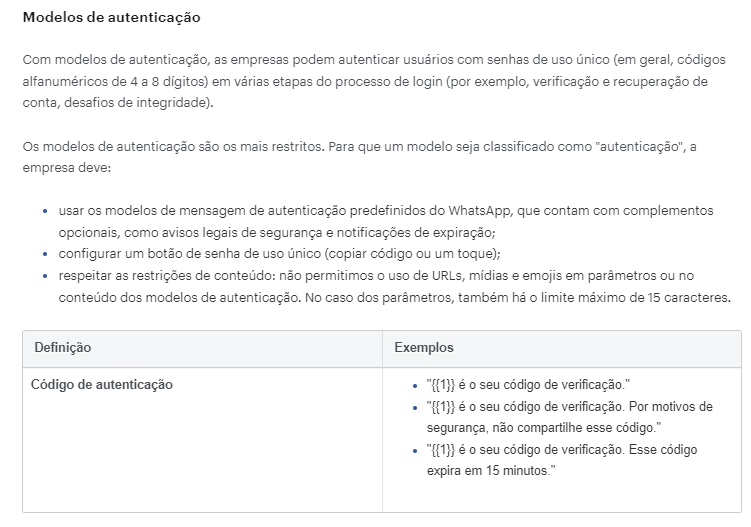 Modelos de autenticação
Com modelos de autenticação, as empresas podem autenticar usuários com senhas de uso único (em geral, códigos
alfanuméricos de 4 a 8 dígitos) em várias etapas do processo de login (por exemplo, verificação e recuperação de
conta, desafios de integridade).
Os modelos de autenticação são os mais restritos. Para que um modelo seja classificado como "autenticação", a
empresa deve:
• usar os modelos de mensagem de autenticação predefinidos do WhatsApp, que contam com complementos
opcionais, como avisos legais de segurança e notificações de expiração;
• configurar um botão de senha de uso único (copiar código ou um toque);
• respeitar as restrições de conteúdo: não permitimos o uso de URLs, mídias e emojis em parâmetros ou no
conteúdo dos modelos de autenticação. No caso dos parâmetros, também há o limite máximo de 15 caracteres.
Definição
Exemplos
Código de autenticação
• "{{1}} é o seu código de verificação."
• "{{1}} é o seu código de verificação. Por motivos de
segurança, não compartilhe esse código."
• "{{1}} é o seu código de verificação. Esse código
expira em 15 minutos."